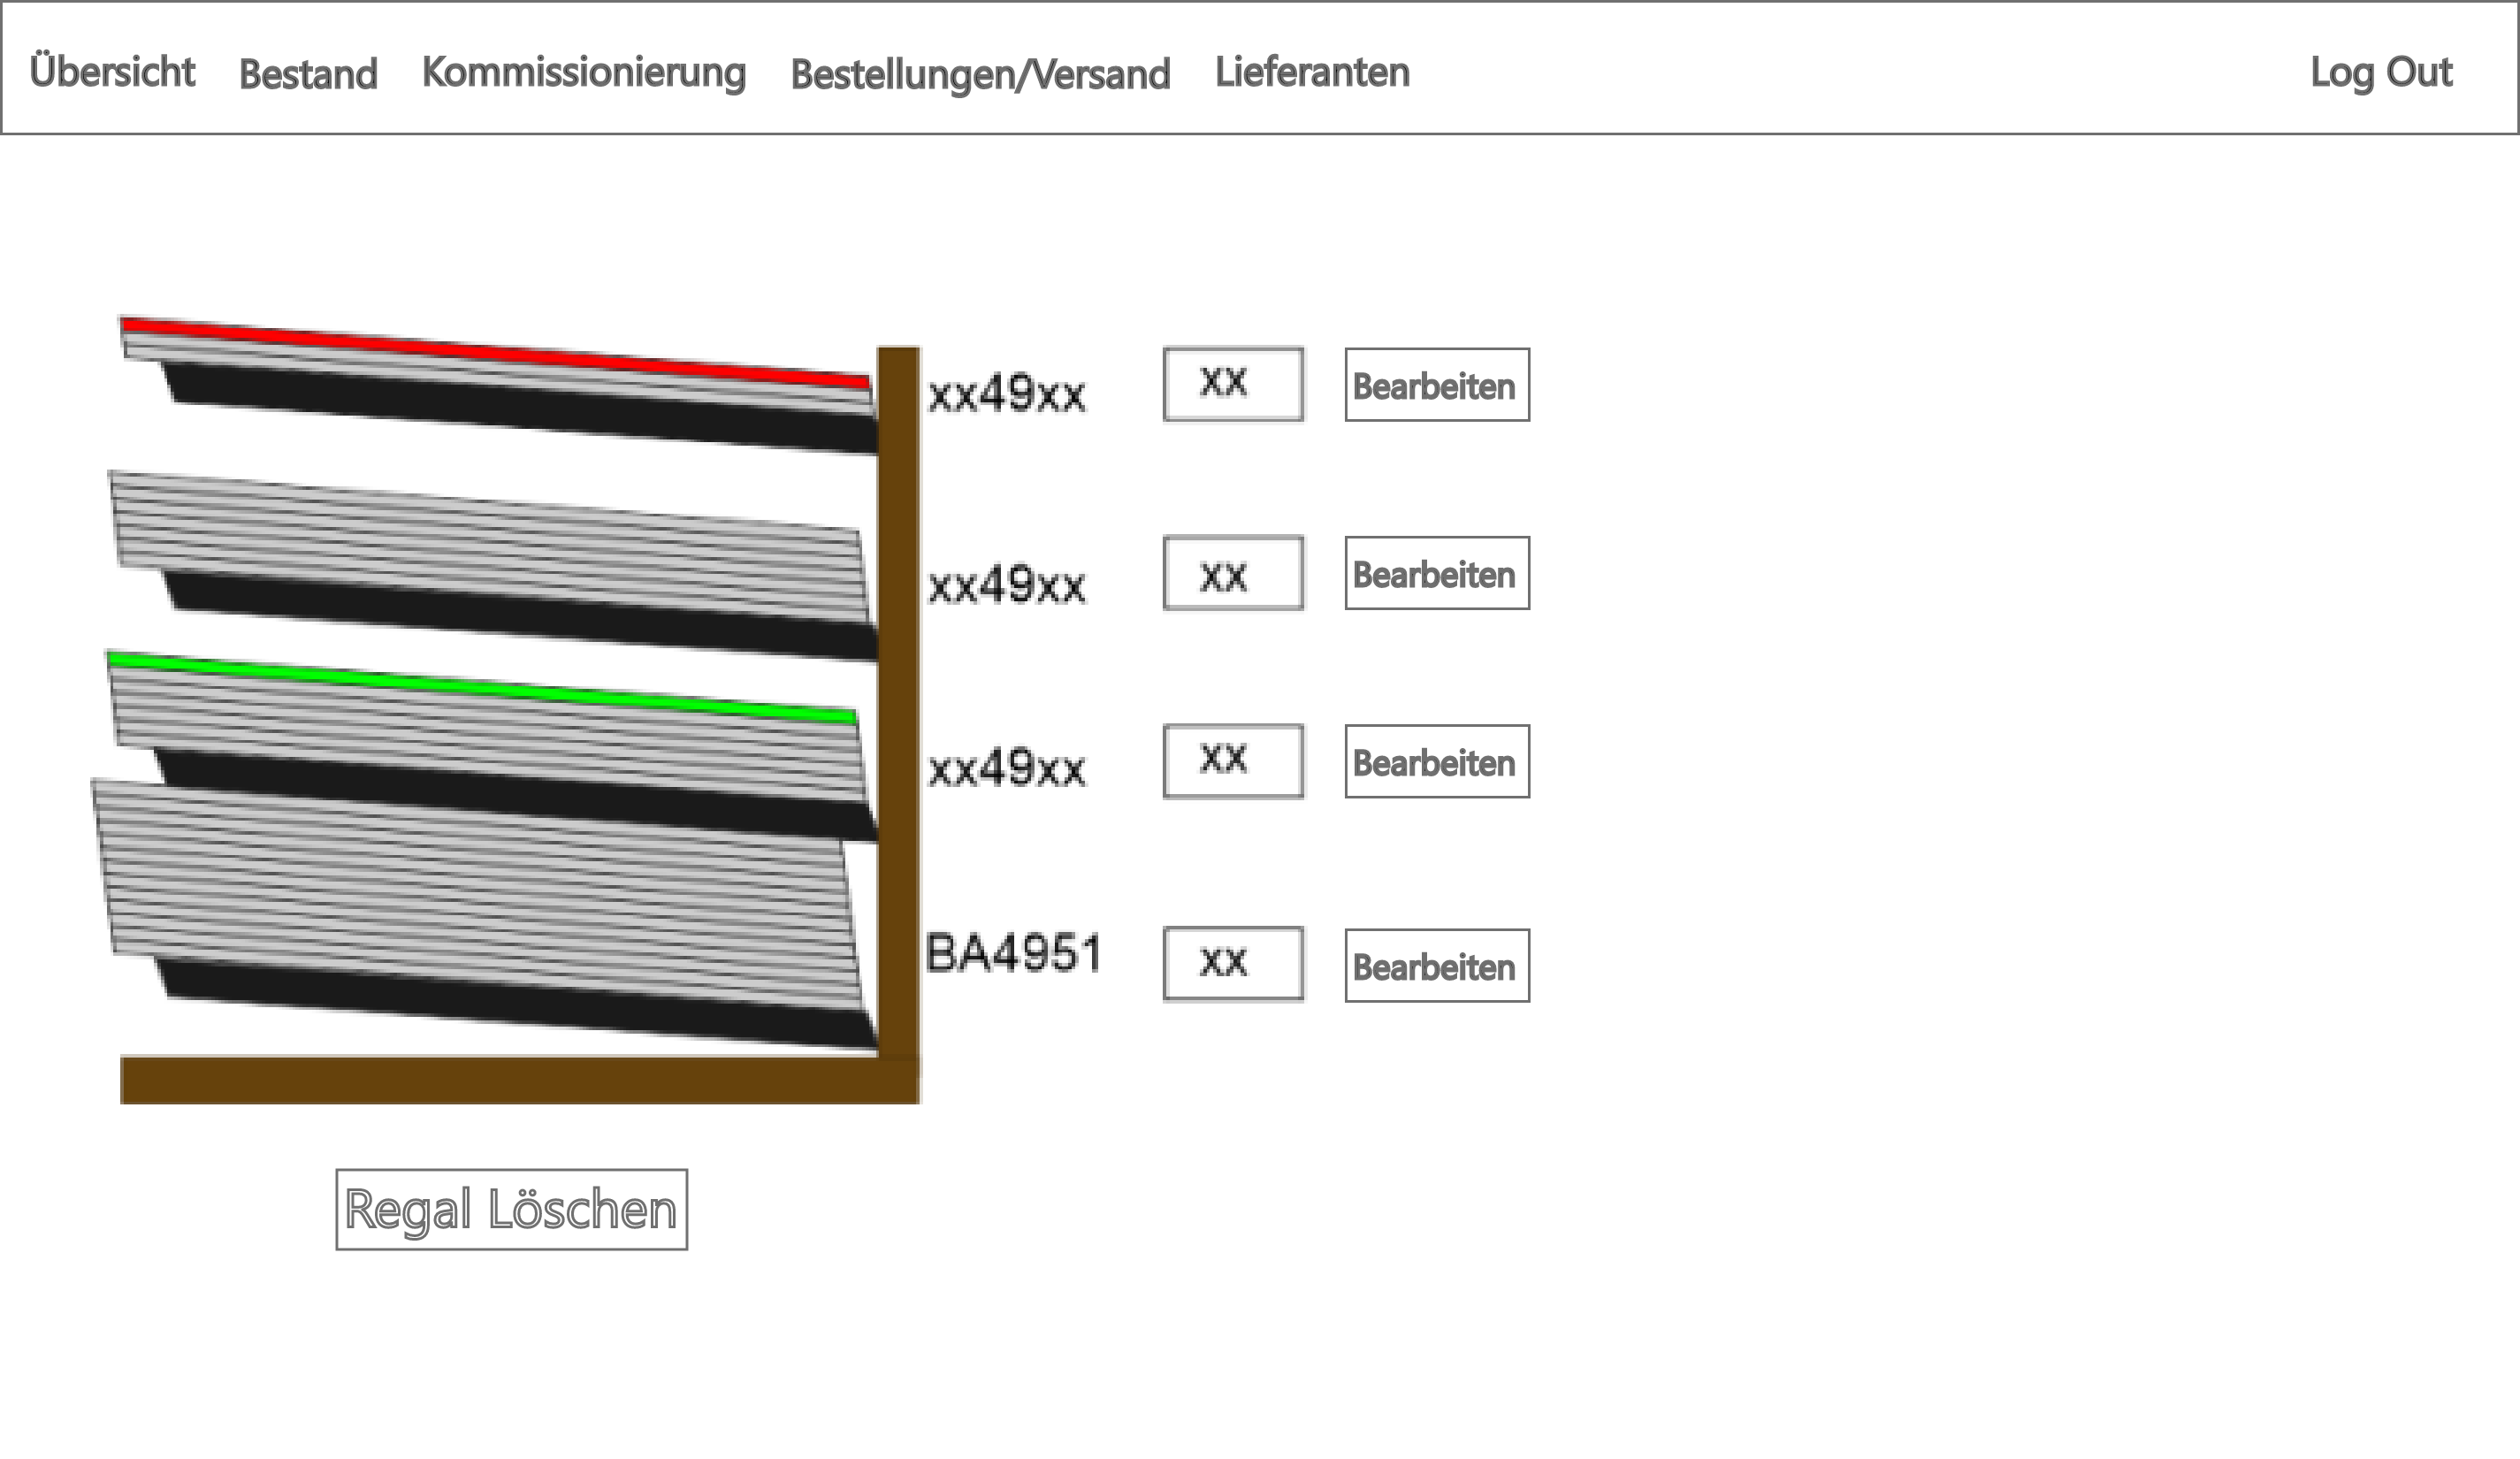 Übersicht Bestand Kommissionierung Bestellungen/Versand Lieferanten Log Out
xx49xx xx Bearbeiten
xx49xx xx Bearbeiten
xx49xx xx Bearbeiten
BA4951 xx Bearbeiten
Regal Löschen